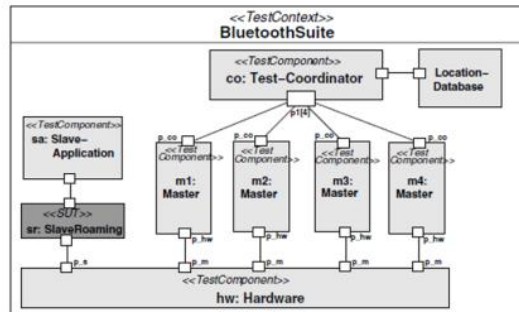 <<TestContext>>
BluetoothSuite
<<TestComponent>>
co: Test-Coordinator
Location-
Database
p1[4]
<<TestComponent>>
sa: Slave-
Application
<<SUT>>
sr: SlaveRoaming
p_s
p_co
<<Test
Component>>
m1:
Master
p_hw
p_m
p_co
<<Test
Component>>
m2:
Master
p_hw
p_m
p_co
<<Test
Component>>
m3:
Master
p_hw
p_m
p_co
<<Test
Component>>
m4:
Master
p_hw
p_m
<<TestComponent>>
hw: Hardware